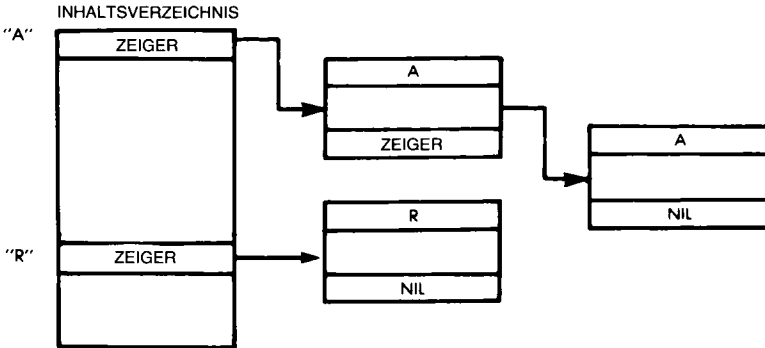 INHALTSVERZEICHNIS
"A"
ZEIGER
A
ZEIGER
A
NIL
"R"
ZEIGER
R
NIL